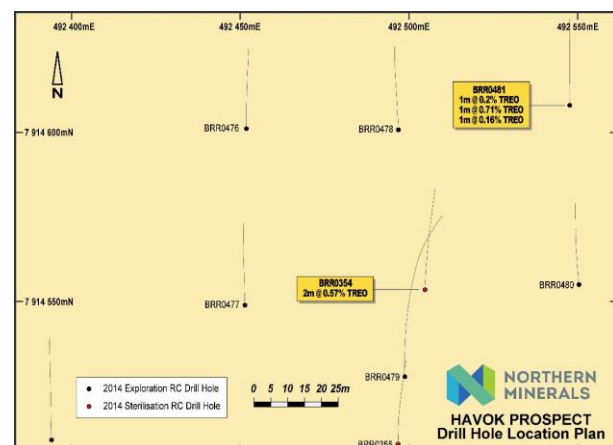 492 400mE 492 450mE 492 500mE 492 550mE
N
BRR0481
1m @ 0.2% TREO
1m @ 0.71% TREO
1m @ 0.16% TREO
7 914 600mN
BRR0476
BRR0478
BRR0354
2m @ 0.57% TREO
BRR0480
7 914 550mN
BRR0477
BRR0479
2014 Exploration RC Drill Hole
2014 Sterilisation RC Drill Hole
0 5 10 15 20 25m
NORTHERN
MINERALS
HAVOK PROSPECT
Drill Hole Location Plan